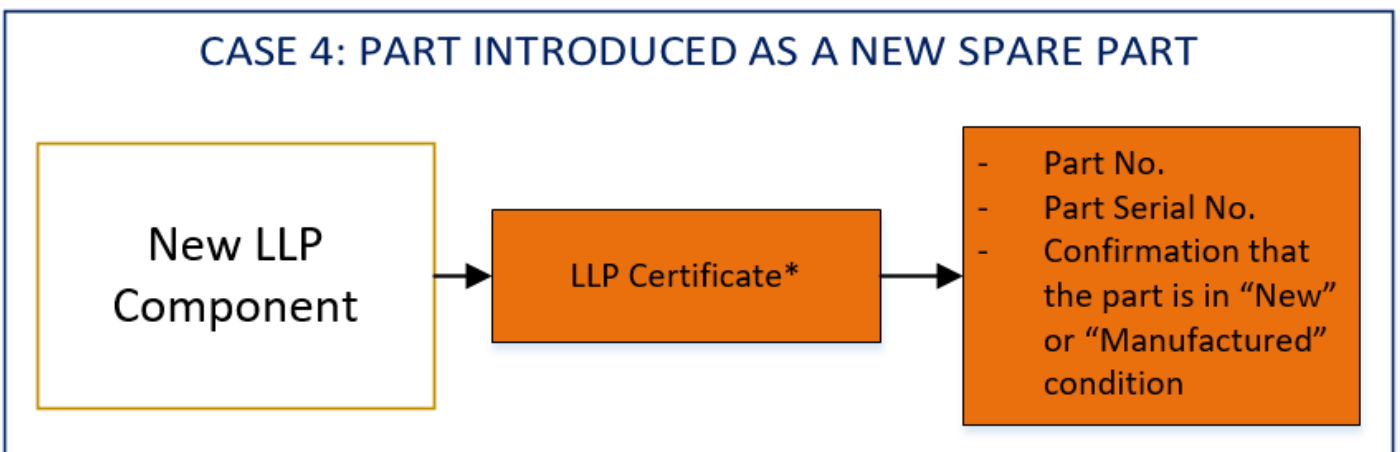 CASE 4: PART INTRODUCED AS A NEW SPARE PART
New LLP
Component
LLP Certificate*
- Part No.
- Part Serial No.
- Confirmation that
the part is in “New”
or “Manufactured”
condition